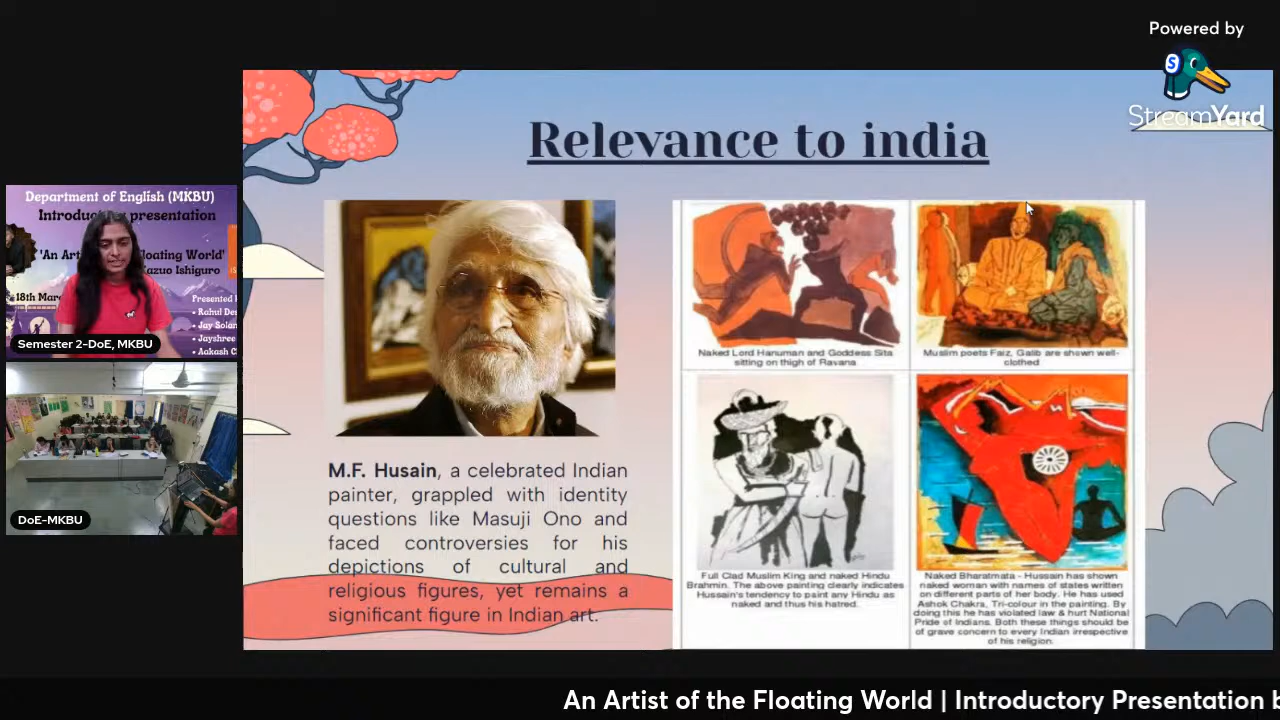 Powered by
S
StreamYard
Relevance to india
Department of English (MKBU)
Introductory presentation
'An Art Floating World'
Kazuo Ishiguro
18th Mar
Presented
• Rahul Des
• Jay Solan
• Jayshree
• Aakash C
Semester 2-DoE, MKBU
DoE-MKBU
M.F. Husain, a celebrated Indian
painter, grappled with identity
questions like Masuji Ono and
faced controversies for his
depictions of cultural and
religious figures, yet remains a
significant figure in Indian art.
Naked Lord Hanuman and Goddess Sita
sitting on thigh of Ravana
Muslim poets Faiz, Galib are shown well-
clothed
Full Clad Muslim King and naked Hindu
Brahmin. The above painting clearly indicates
Hussain's tendency to paint any Hindu as
naked and thus his hatred.
Naked Bharatmata - Hussain has shown
naked woman with names of states written
on different parts of her body. He has used
Ashok Chakra, Tri-colour in the painting. By
doing this he has violated law & hurt National
Pride of Indians. Both these things should be
of grave concern to every Indian irrespective
of his religion.
An Artist of the Floating World | Introductory Presentation b